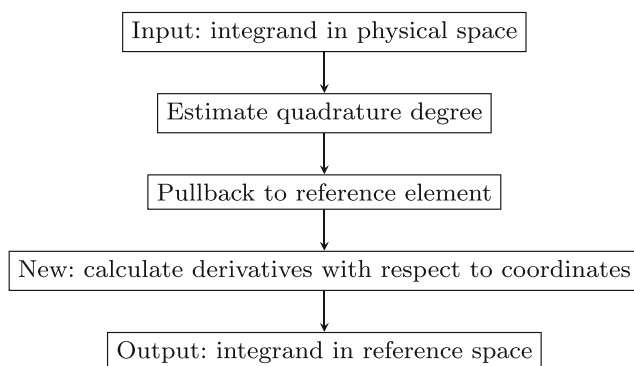 Input: integrand in physical space
Estimate quadrature degree
Pullback to reference element
New: calculate derivatives with respect to coordinates
Output: integrand in reference space